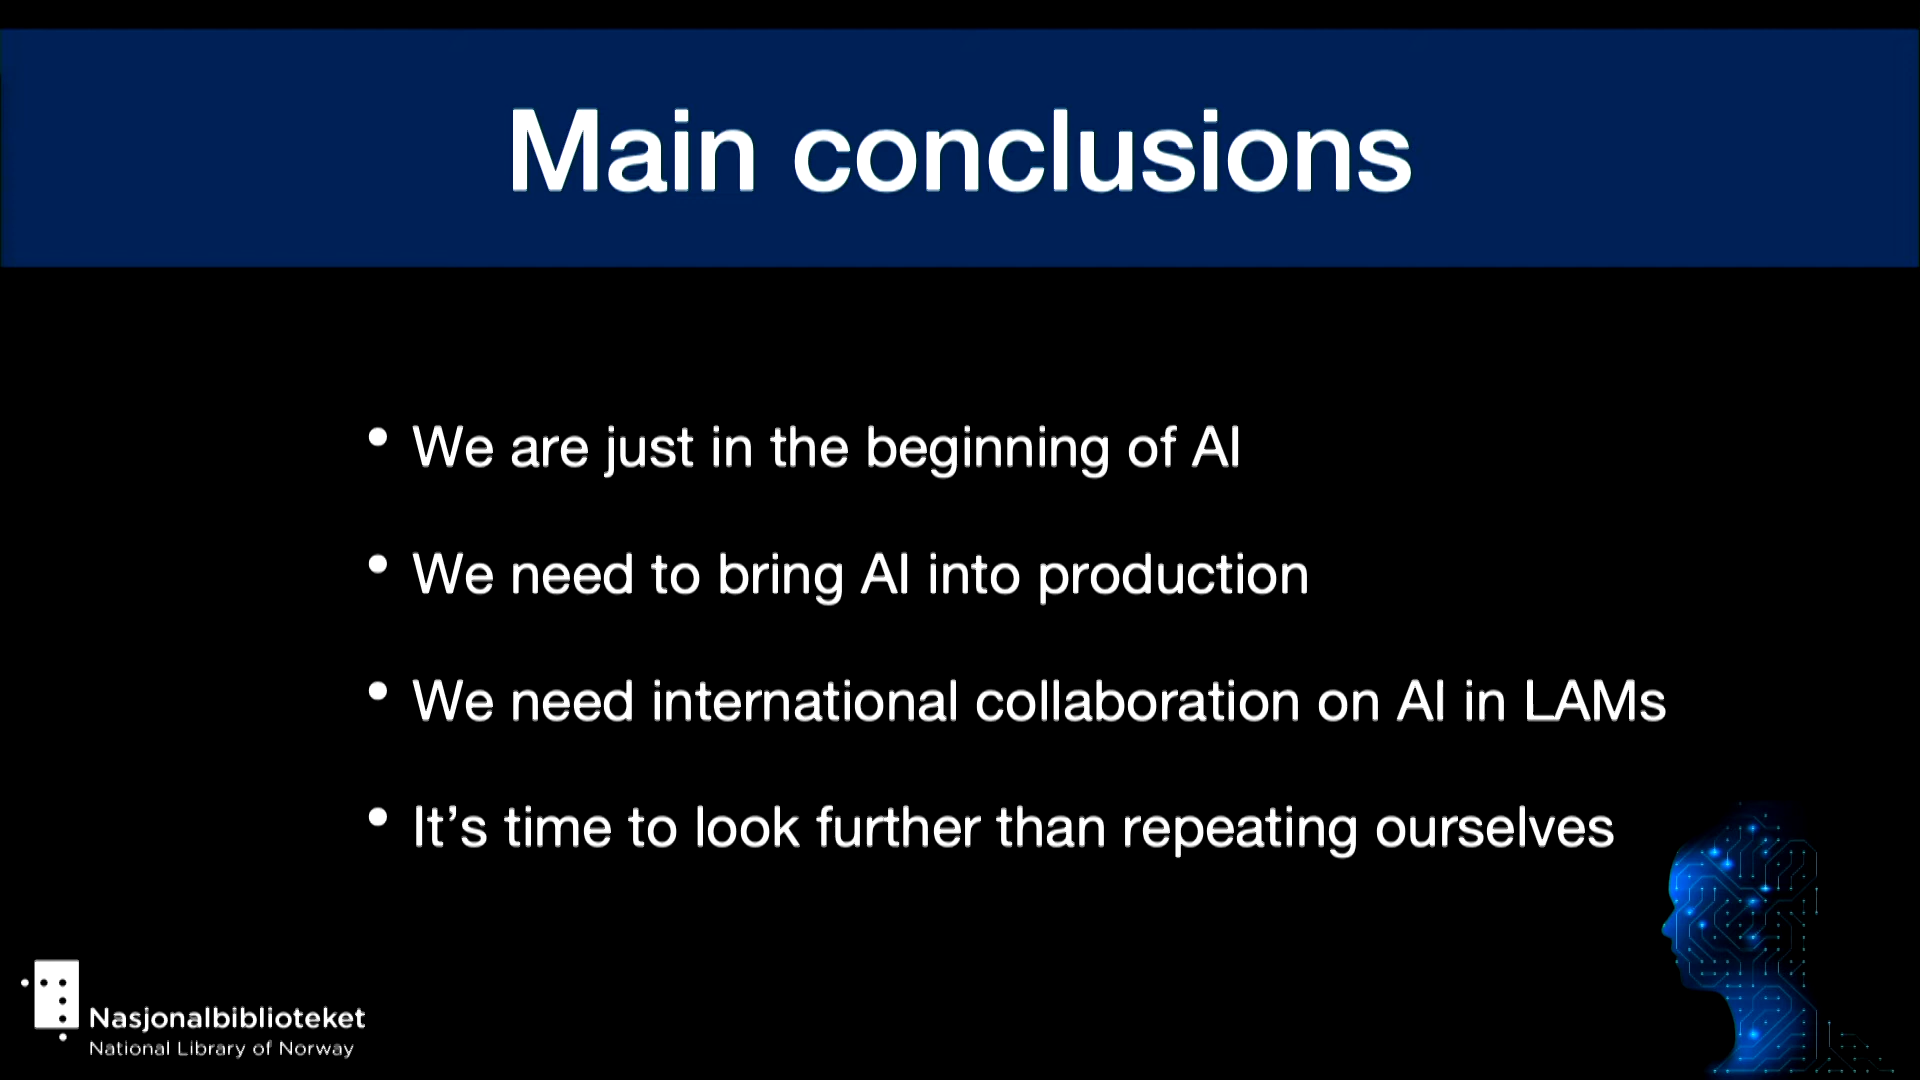 Main conclusions
• We are just in the beginning of AI
• We need to bring AI into production
• We need international collaboration on AI in LAMs
• It’s time to look further than repeating ourselves
Nasjonalbiblioteket
National Library of Norway